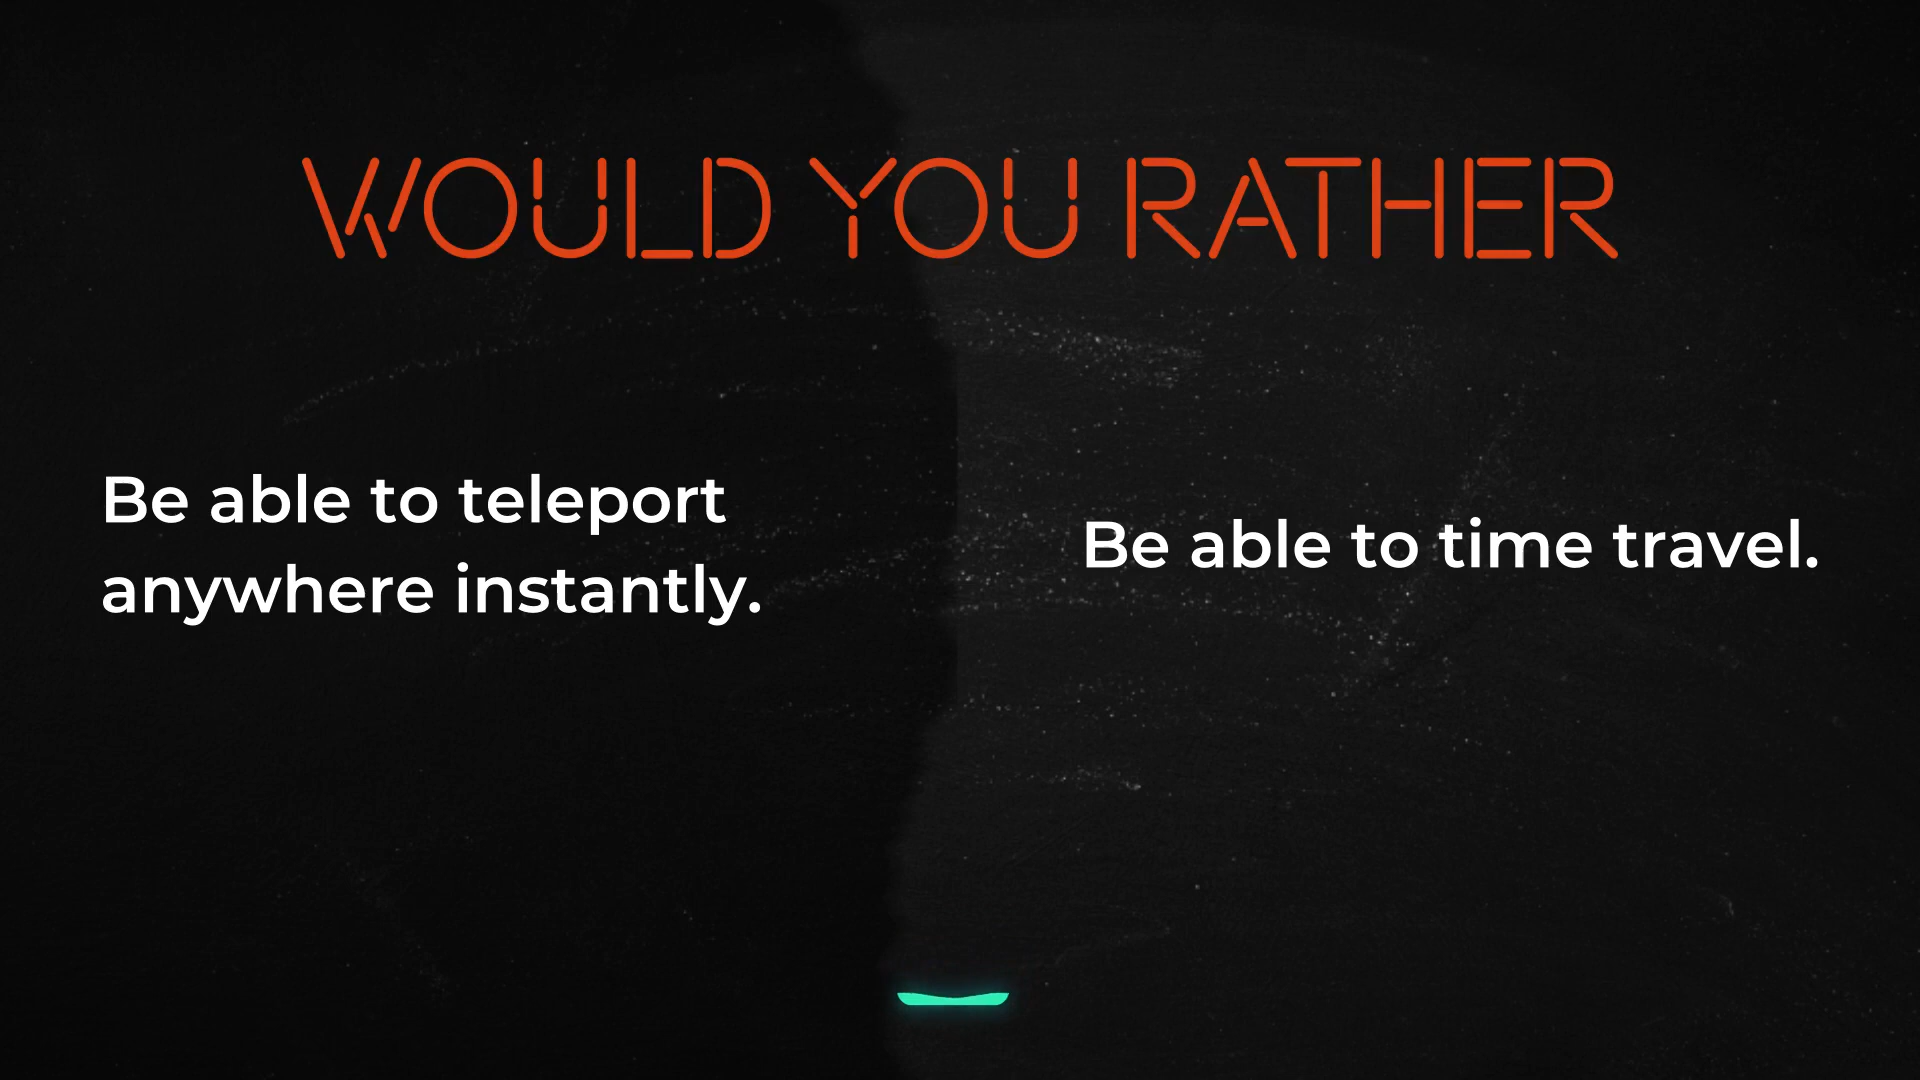 WOULD YOU RATHER
Be able to teleport
anywhere instantly.
Be able to time travel.